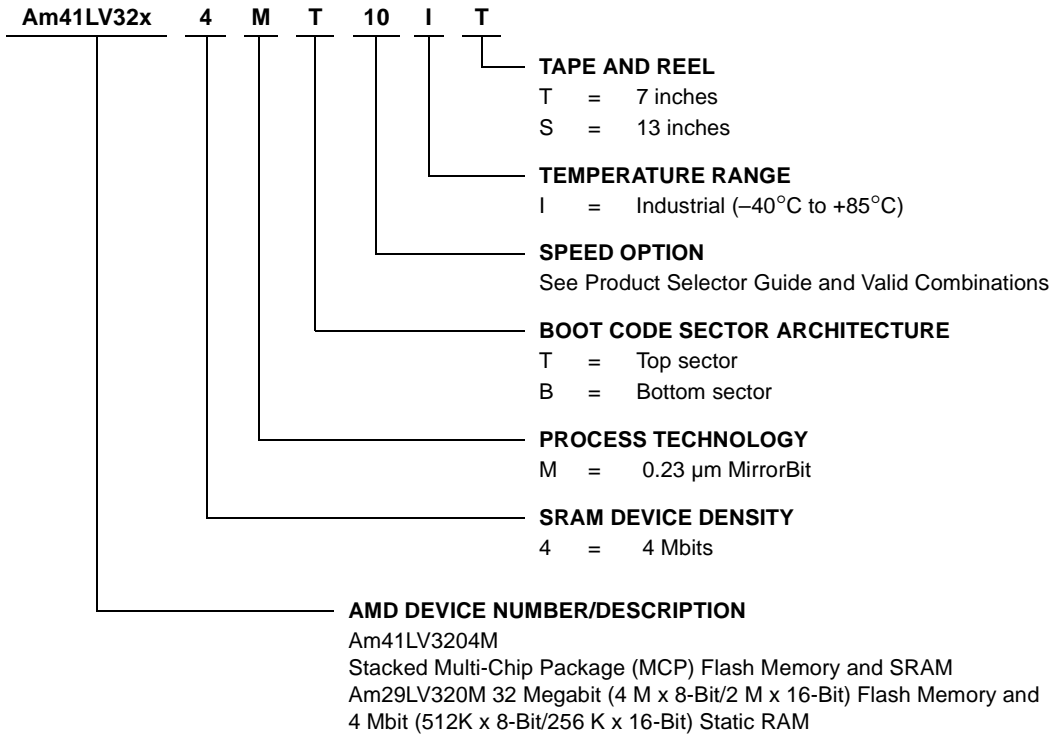 Am41LV32x 4 M T 10 I T
TAPE AND REEL
T = 7 inches
S = 13 inches
TEMPERATURE RANGE
I = Industrial (–40°C to +85°C)
SPEED OPTION
See Product Selector Guide and Valid Combinations
BOOT CODE SECTOR ARCHITECTURE
T = Top sector
B = Bottom sector
PROCESS TECHNOLOGY
M = 0.23 µm MirrorBit
SRAM DEVICE DENSITY
4 = 4 Mbits
AMD DEVICE NUMBER/DESCRIPTION
Am41LV3204M
Stacked Multi-Chip Package (MCP) Flash Memory and SRAM
Am29LV320M 32 Megabit (4 M x 8-Bit/2 M x 16-Bit) Flash Memory and
4 Mbit (512K x 8-Bit/256 K x 16-Bit) Static RAM